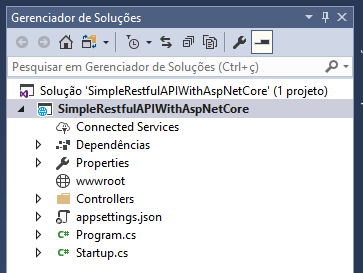 Gerenciador de Soluções
Pesquisar em Gerenciador de Soluções (Ctrl+ç)
Solução 'SimpleRestfulAPIWithAspNetCore' (1 projeto)
SimpleRestfulAPIWithAspNetCore
Connected Services
Dependências
Properties
wwwroot
Controllers
appsettings.json
C# Program.cs
C# Startup.cs